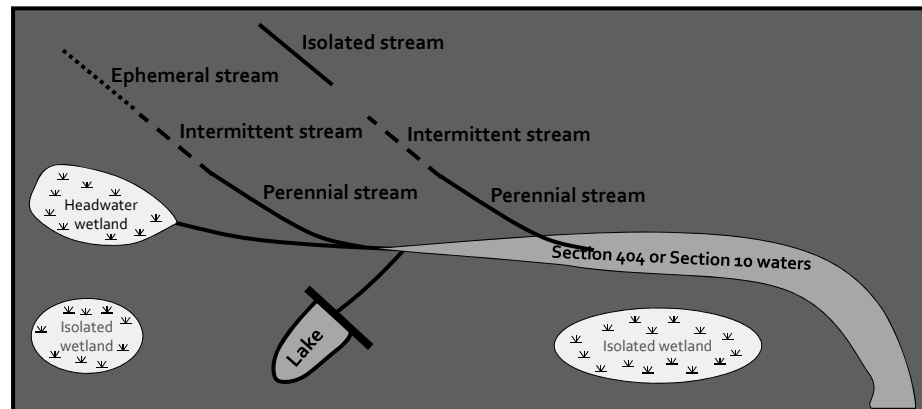 Isolated stream
Ephemeral stream
Intermittent stream
Intermittent stream
Perennial stream
Perennial stream
Headwater
wetland
Section 404 or Section 10 waters
Isolated
wetland
Lake
Isolated wetland